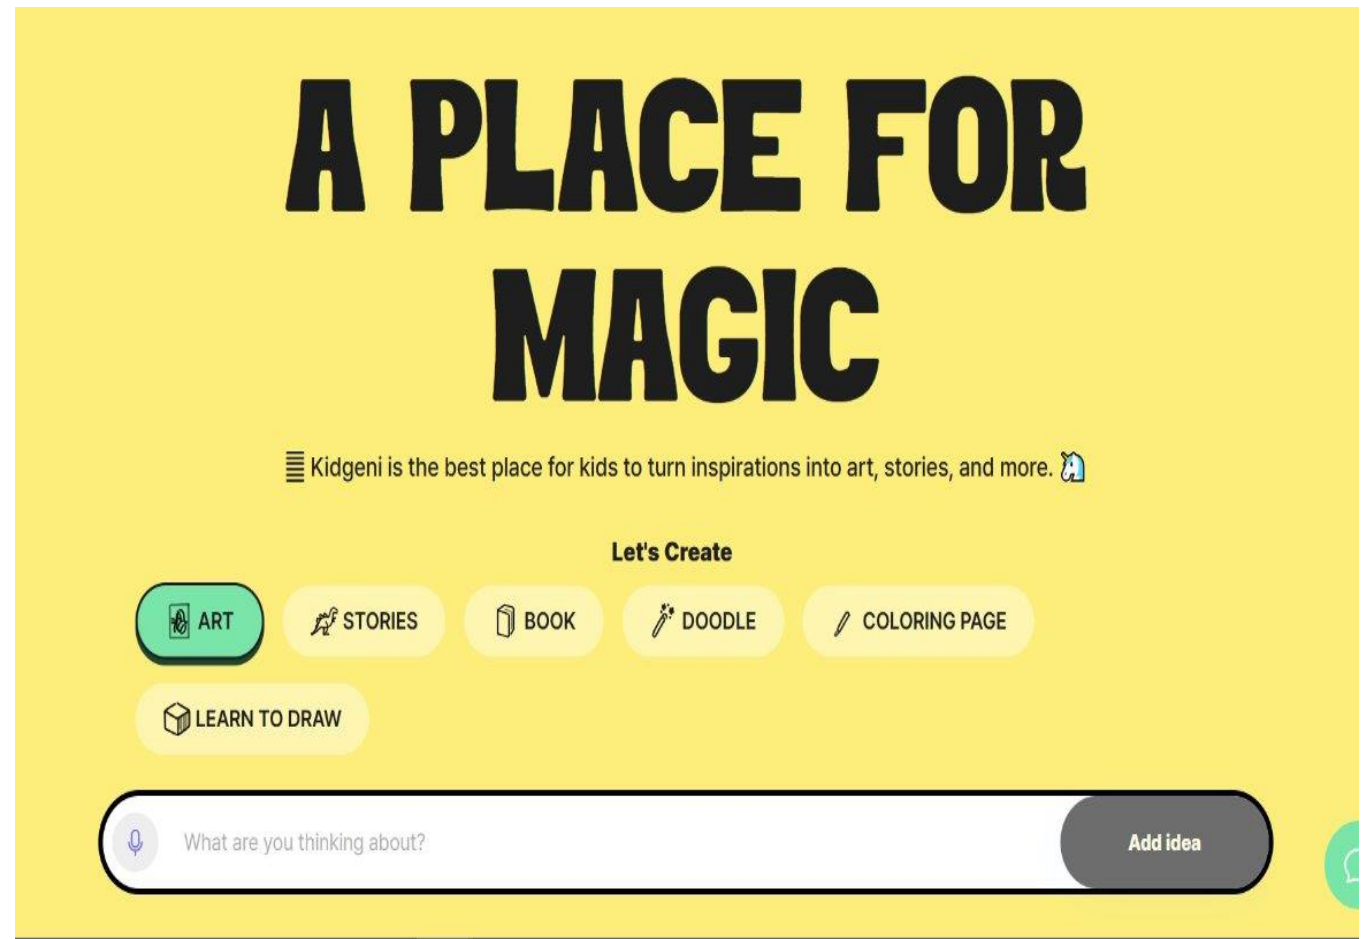 A PLACE FOR
MAGIC
Kidgeni is the best place for kids to turn inspirations into art, stories, and more.
Let's Create
ART
STORIES
BOOK
DOODLE
COLORING PAGE
LEARN TO DRAW
What are you thinking about?
Add idea